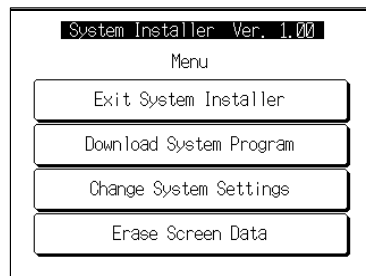 System Installer Ver. 1.00
Menu
Exit System Installer
Download System Program
Change System Settings
Erase Screen Data